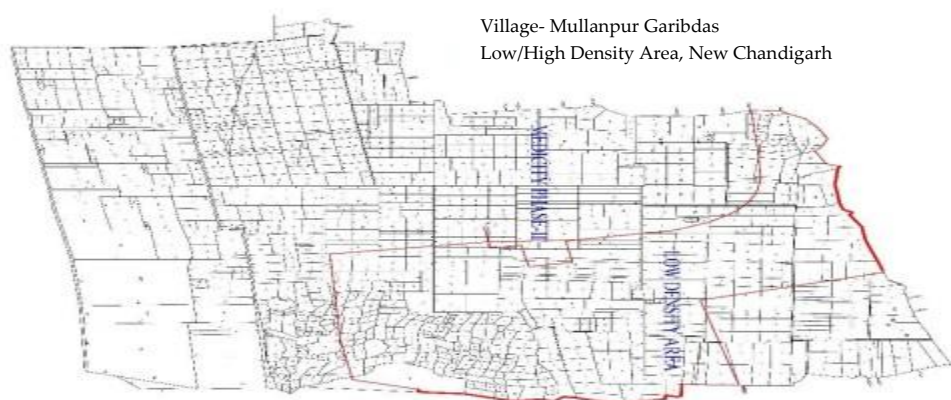 Village- Mullanpur Garibdas
Low/High Density Area, New Chandigarh
MEDICITY PHASE-II
LOW DENSITY AREA